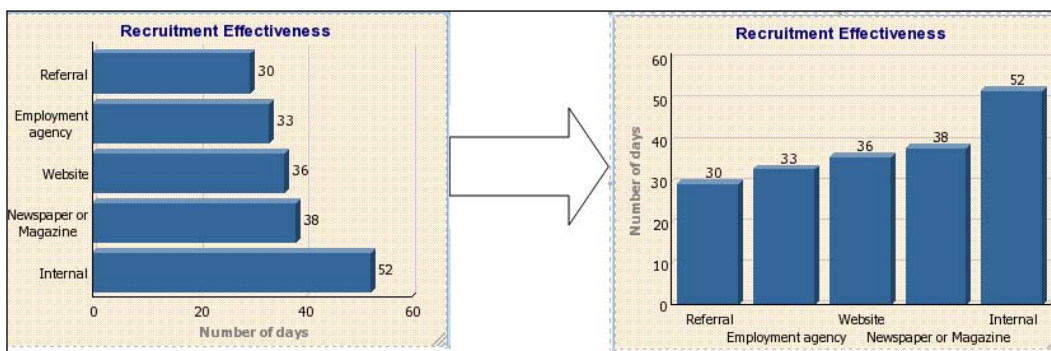 Recruitment Effectiveness
Referral
30
Employment
agency
33
Website
36
Newspaper or
Magazine
38
Internal
52
0
20
40
60
Number of days
Recruitment Effectiveness
Number of days
60
50
40
30
20
10
0
30
33
36
38
52
Referral
Website
Internal
Employment agency
Newspaper or Magazine